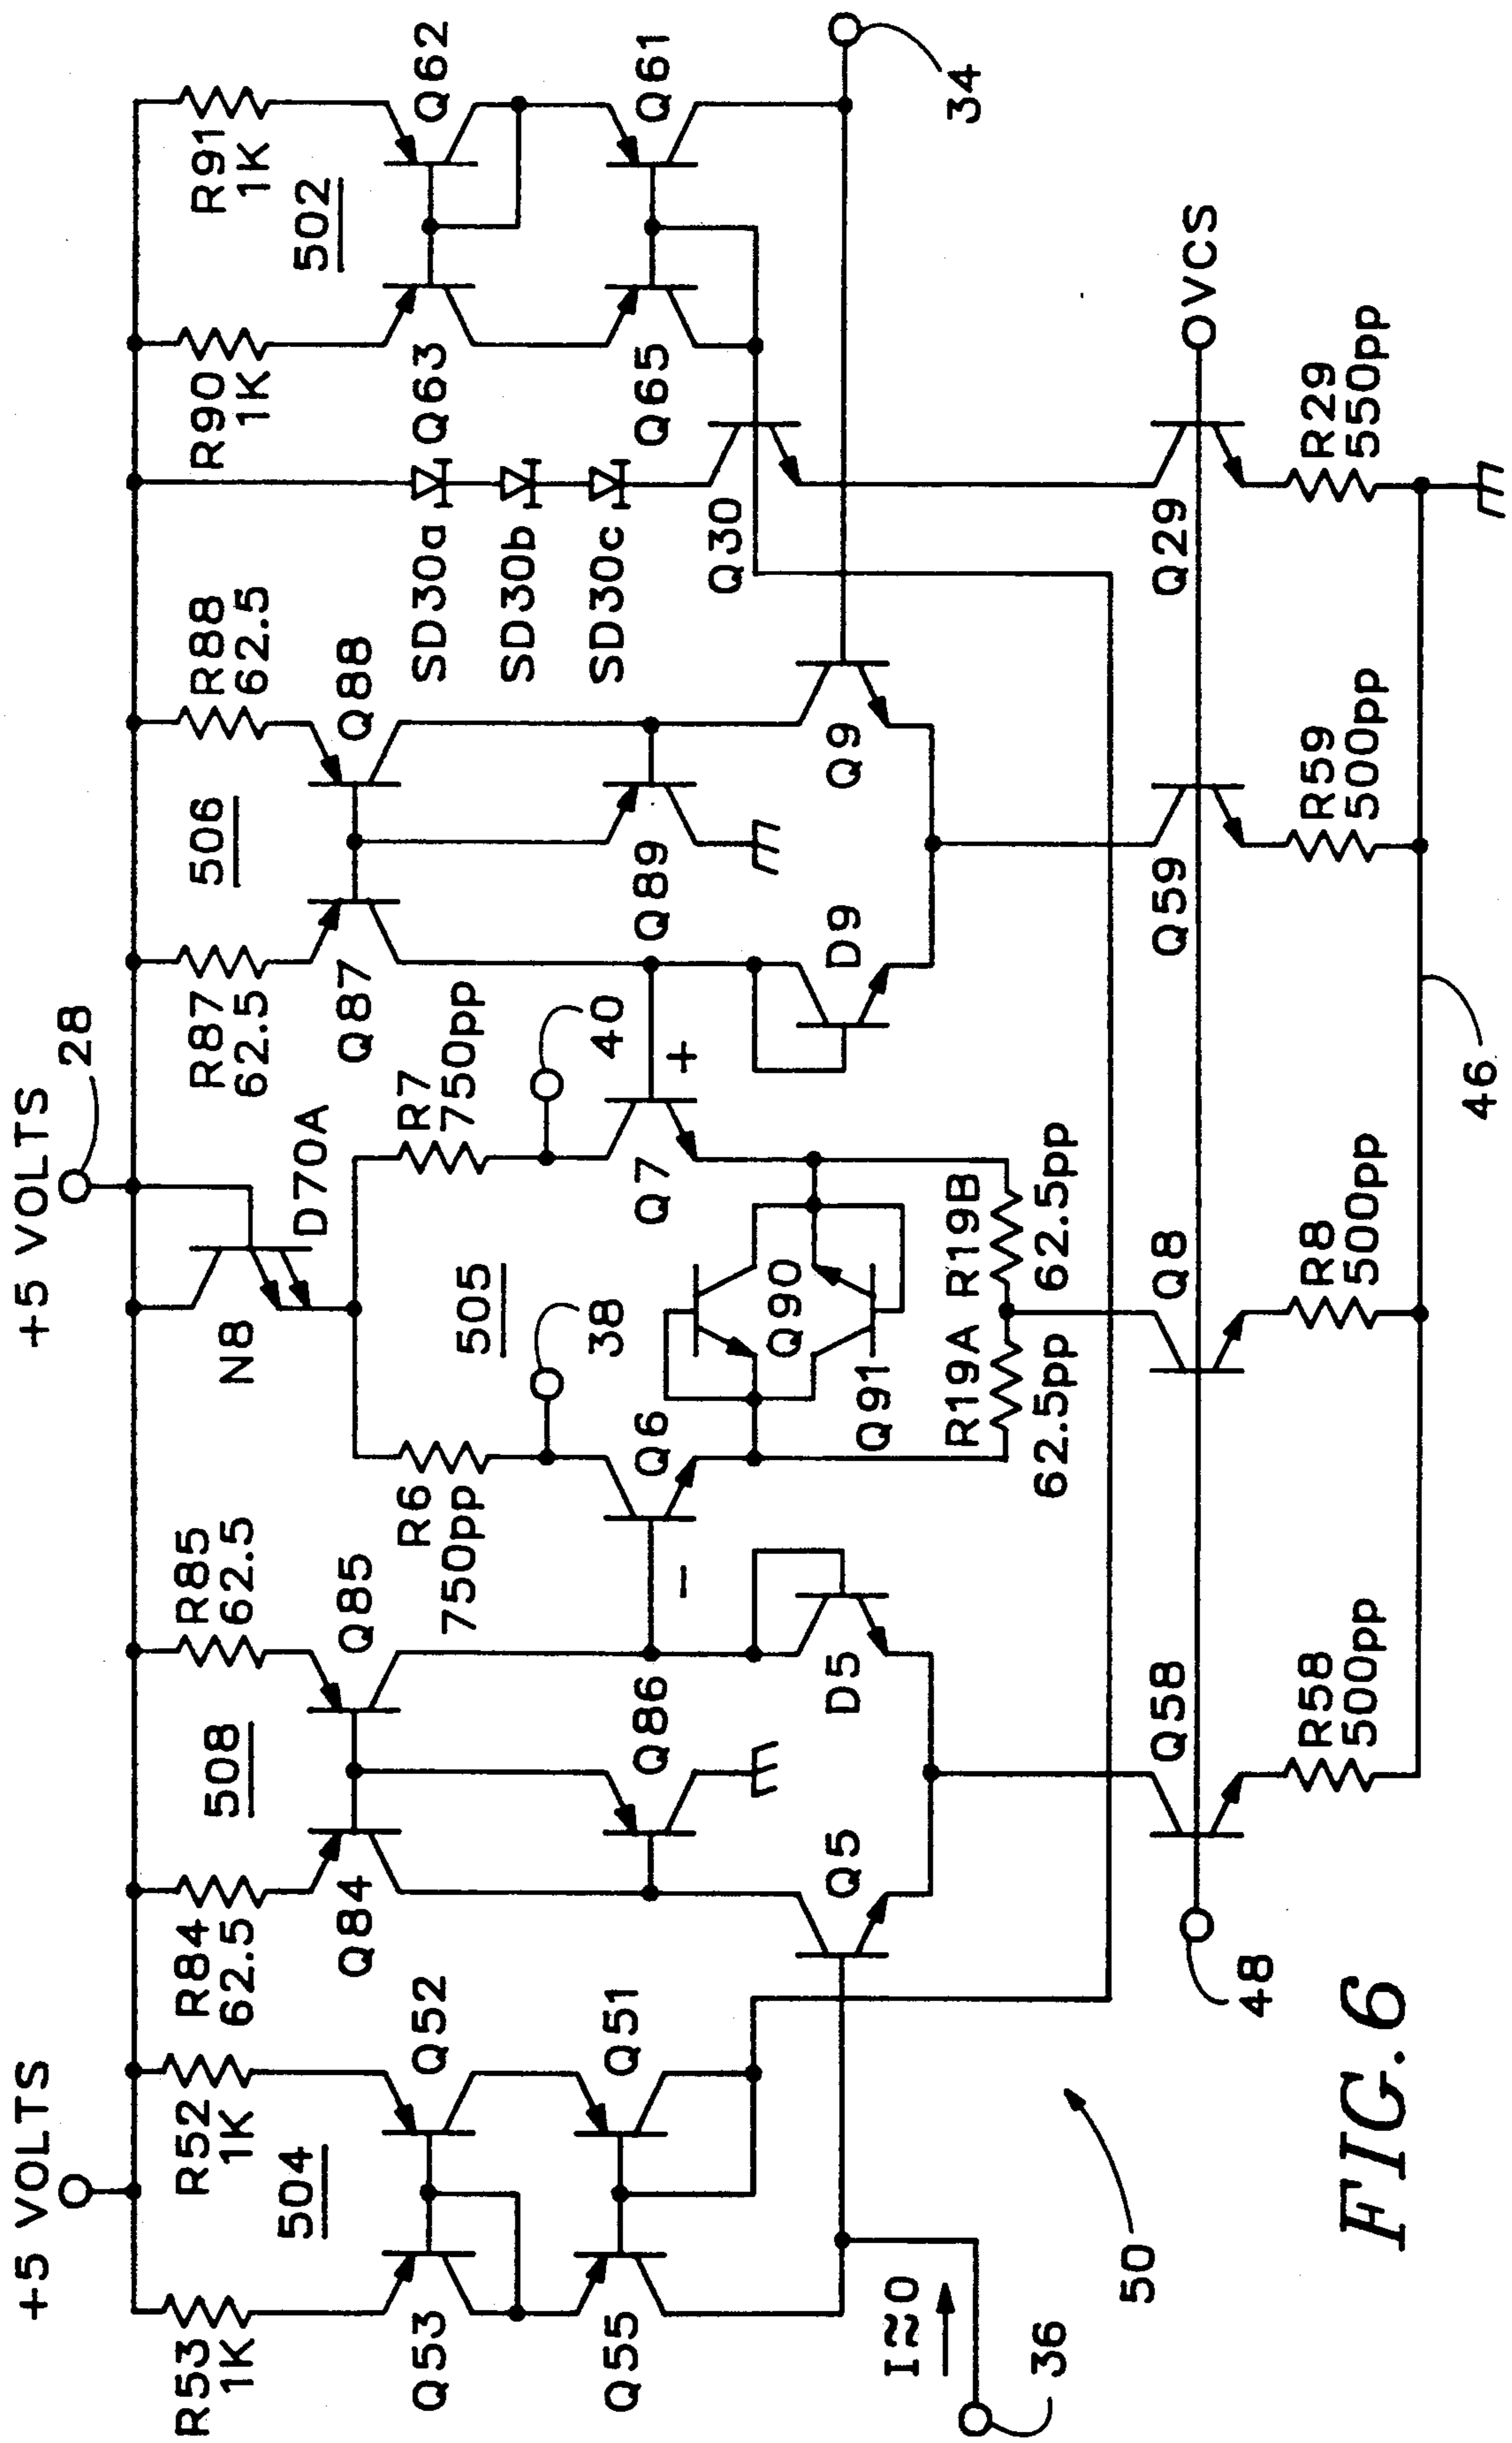 +5 VOLTS
+5 VOLTS
28
R53
1K
R52
1K
504
Q53
Q52
Q55
Q51
R84
62.5
R85
62.5
508
Q84
Q85
Q86
Q5
D5
N8
D70A
R6
750pp
R7
750pp
505
38
40
Q6
Q7
−
+
Q90
Q91
R19A
62.5pp
R19B
62.5pp
R87
62.5
R88
62.5
506
Q87
Q88
Q89
D9
Q9
SD30a
SD30b
SD30c
Q30
R90
1K
R91
1K
502
Q63
Q62
Q65
Q61
34
I≈0
36
50
48
Q58
Q8
Q59
Q29
VCS
R58
500pp
R8
500pp
R59
500pp
R29
550pp
46
FIG. 6